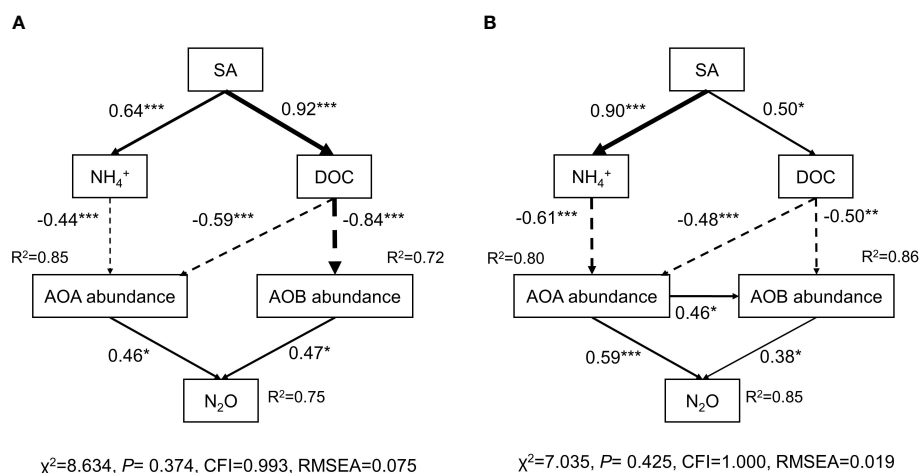 A
B
SA
SA
0.64***
0.92***
0.90***
0.50*
NH₄⁺
DOC
NH₄⁺
DOC
-0.44***
-0.59***
-0.84***
-0.61***
-0.48***
-0.50**
R²=0.85
R²=0.72
R²=0.80
R²=0.86
AOA abundance
AOB abundance
AOA abundance
AOB abundance
0.46*
0.46*
0.47*
0.59***
0.38*
N₂O
R²=0.75
N₂O
R²=0.85
χ²=8.634, P= 0.374, CFI=0.993, RMSEA=0.075
χ²=7.035, P= 0.425, CFI=1.000, RMSEA=0.019